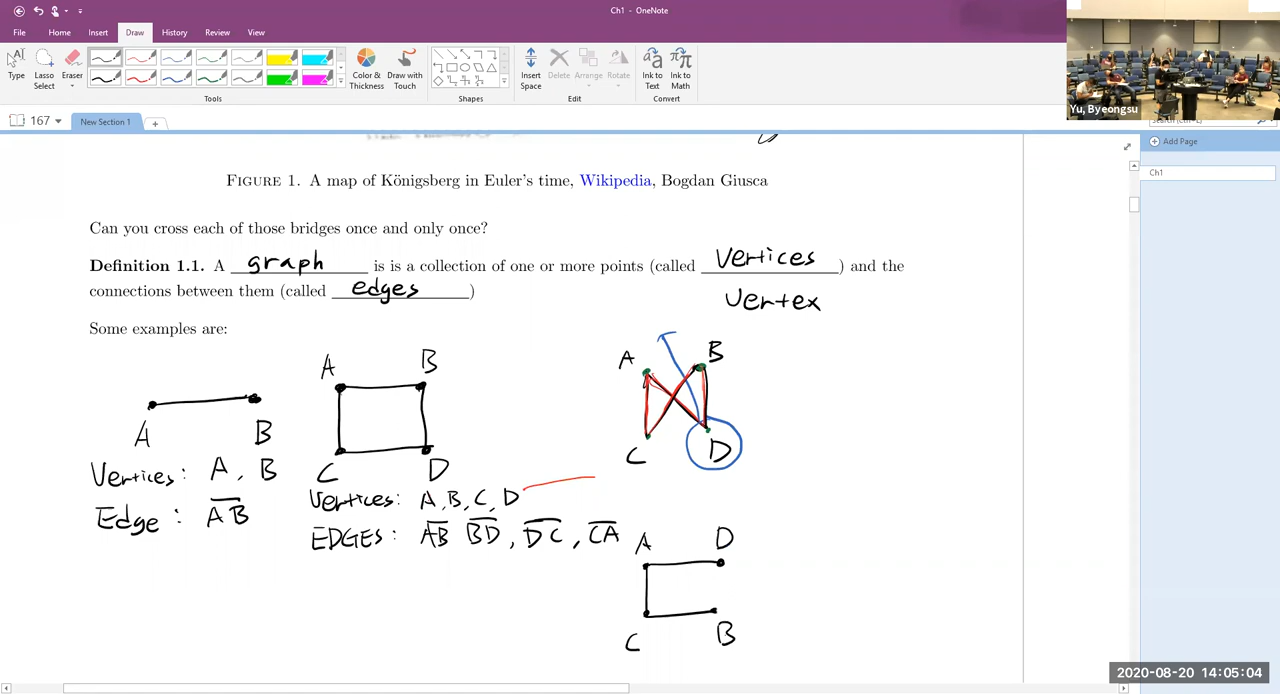 Ch1 - OneNote
File Home Insert Draw History Review View
Type Lasso Select Eraser Color & Thickness Draw with Touch Insert Space Delete Arrange Rotate Ink to Text Ink to Math
Tools Shapes Edit Convert
Yu, Byeongsu
167 New Section 1
Add Page
Ch1
FIGURE 1. A map of Königsberg in Euler's time, Wikipedia, Bogdan Giusca
Can you cross each of those bridges once and only once?
Definition 1.1. A graph is is a collection of one or more points (called vertices) and the
connections between them (called edges)
vertex
Some examples are:
A B
A B
A B
C D
C D
Vertices: A, B
Edge: AB
Vertices: A, B, C, D
EDGES: AB BD, DC, CA
A D
C B
2020-08-20 14:05:04